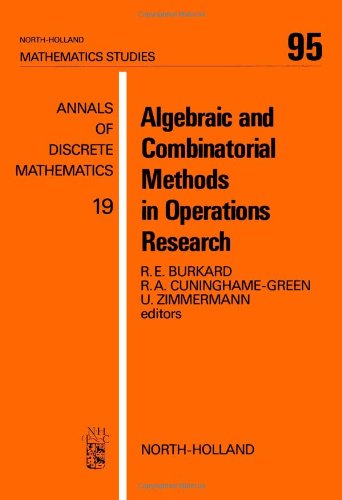 NORTH-HOLLAND
MATHEMATICS STUDIES
95
ANNALS
OF
DISCRETE
MATHEMATICS
19
Algebraic and
Combinatorial
Methods
in Operations
Research
R.E. BURKARD
R.A. CUNINGHAME-GREEN
U. ZIMMERMANN
editors
NORTH-HOLLAND